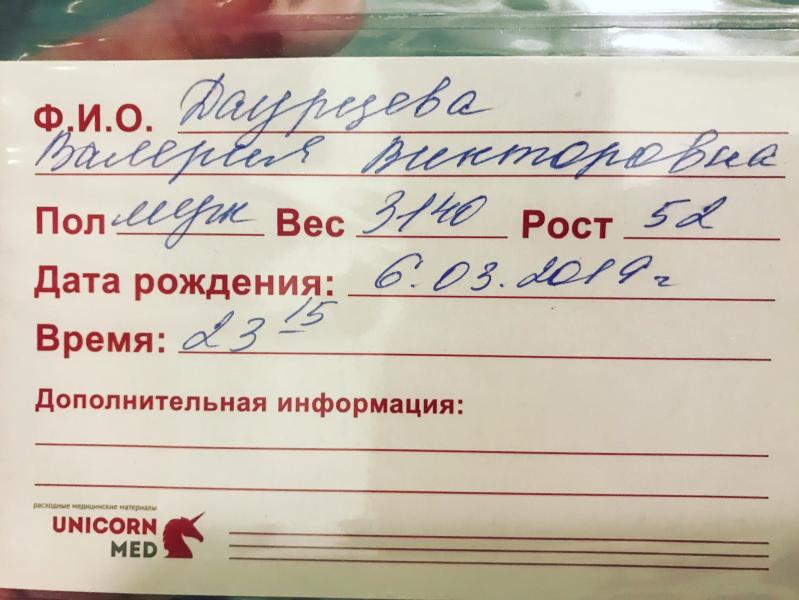 Ф.И.О. Даурцева
Валерия Викторовна
Пол муж Вес 3140 Рост 52
Дата рождения: 6.03.2019 г
Время: 23 15
Дополнительная информация:
расходные медицинские материалы
UNICORN
MED